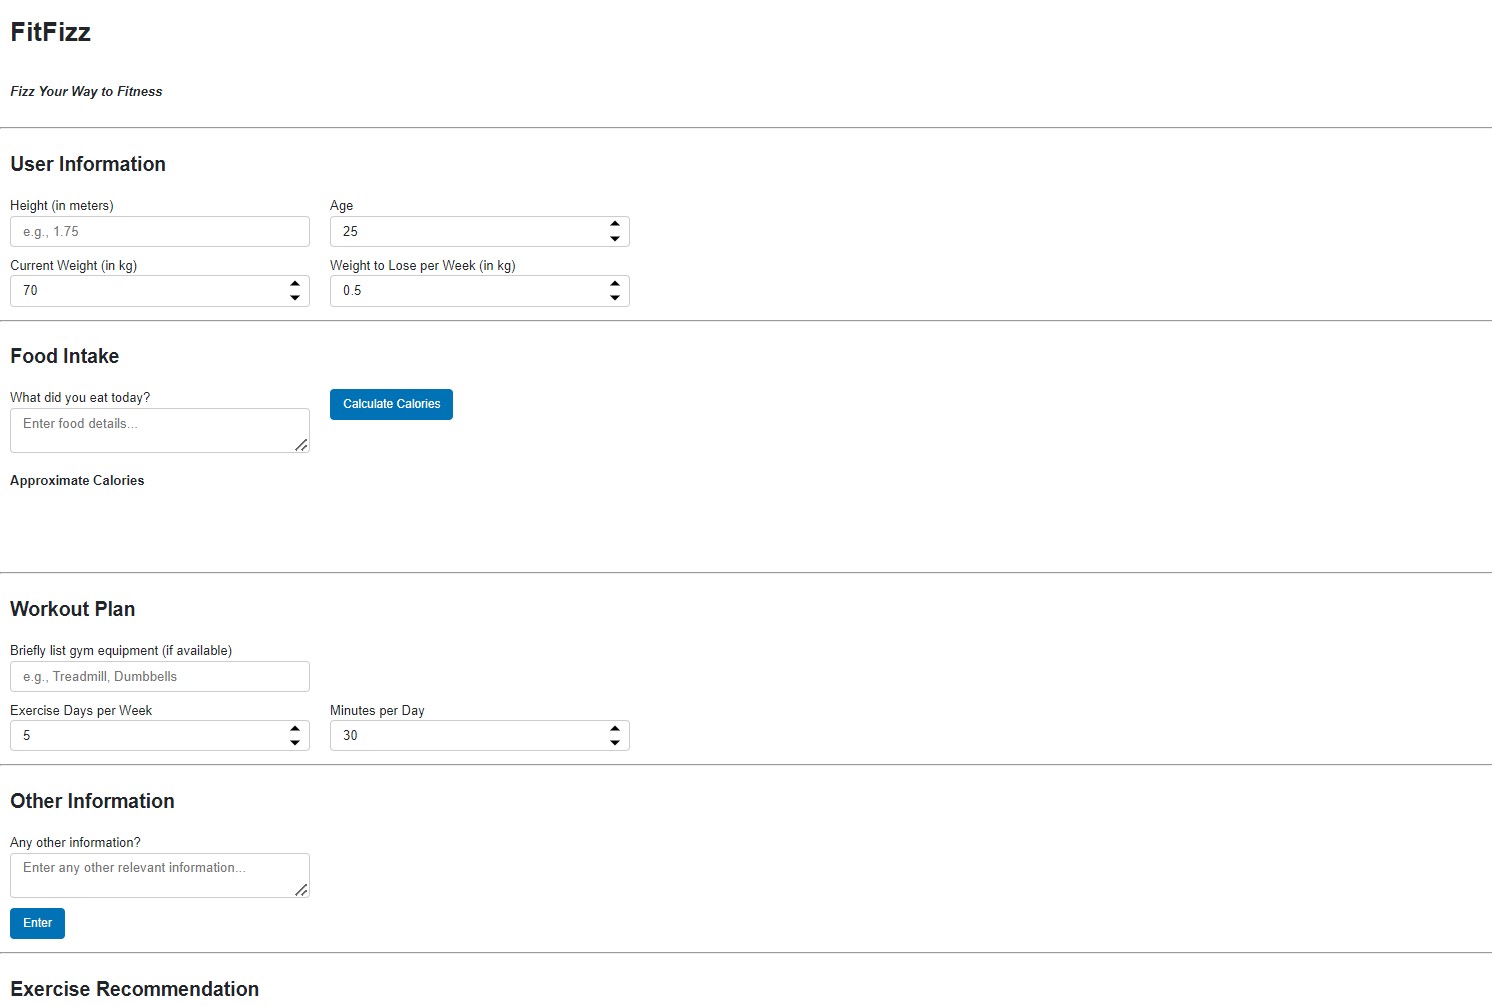 FitFizz
Fizz Your Way to Fitness
User Information
Height (in meters)
Age
e.g., 1.75
25
Current Weight (in kg)
Weight to Lose per Week (in kg)
70
0.5
Food Intake
What did you eat today?
Calculate Calories
Enter food details...
Approximate Calories
Workout Plan
Briefly list gym equipment (if available)
e.g., Treadmill, Dumbbells
Exercise Days per Week
Minutes per Day
5
30
Other Information
Any other information?
Enter any other relevant information...
Enter
Exercise Recommendation